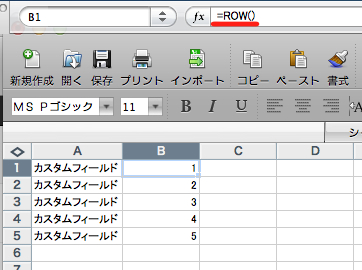 B1 fx =ROW()
新規作成 開く 保存 プリント インポート コピー ペースト 書式
MS Pゴシック 11 B I U A
シ
A B C D
1 カスタムフィールド 1
2 カスタムフィールド 2
3 カスタムフィールド 3
4 カスタムフィールド 4
5 カスタムフィールド 5
6
7